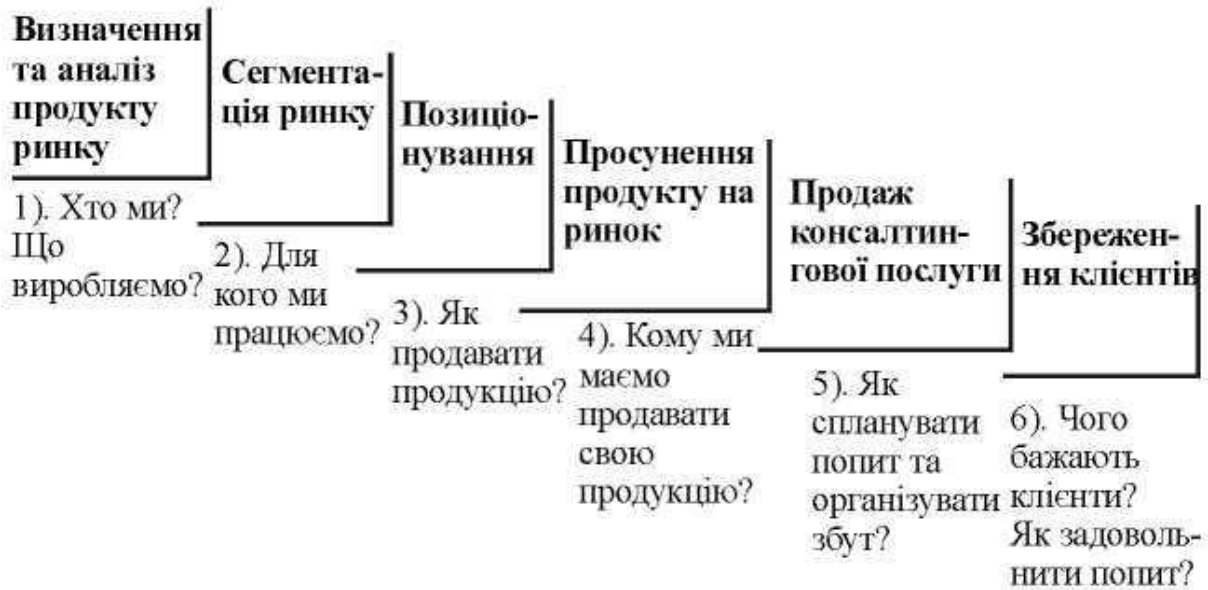 Визначення
та аналіз
продукту
ринку
1). Хто ми?
Що
виробляємо?
Сегмента-
ція ринку
2). Для
кого ми
працюємо?
Позиціо-
нування
3). Як
продавати
продукцію?
Просунення
продукту на
ринок
4). Кому ми
маємо
продавати
свою
продукцію?
Продаж
консалтин-
гової послуги
5). Як
спланувати
попит та
організувати
збут?
Збережен-
ня клієнтів
6). Чого
бажають
клієнти?
Як задоволь-
нити попит?